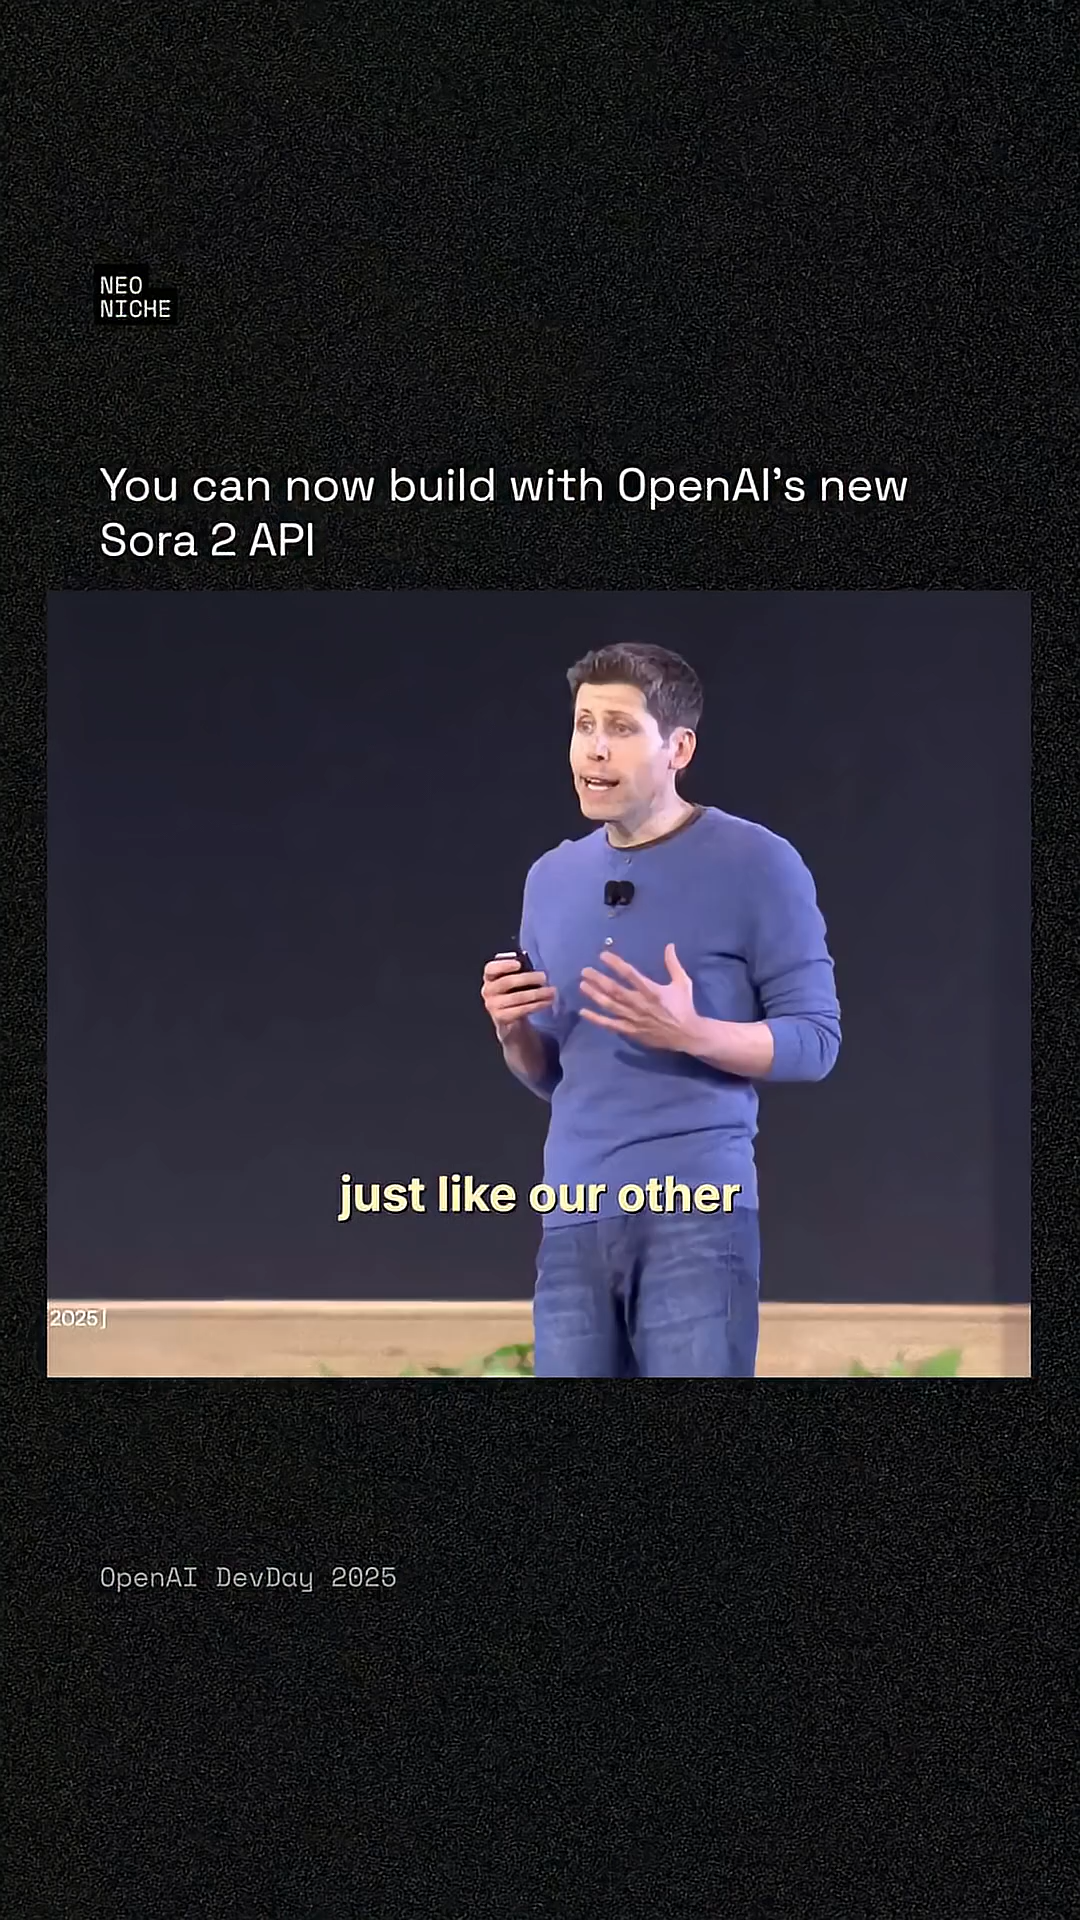 NEO
NICHE
You can now build with OpenAI's new
Sora 2 API
just like our other
2025]
OpenAI DevDay 2025